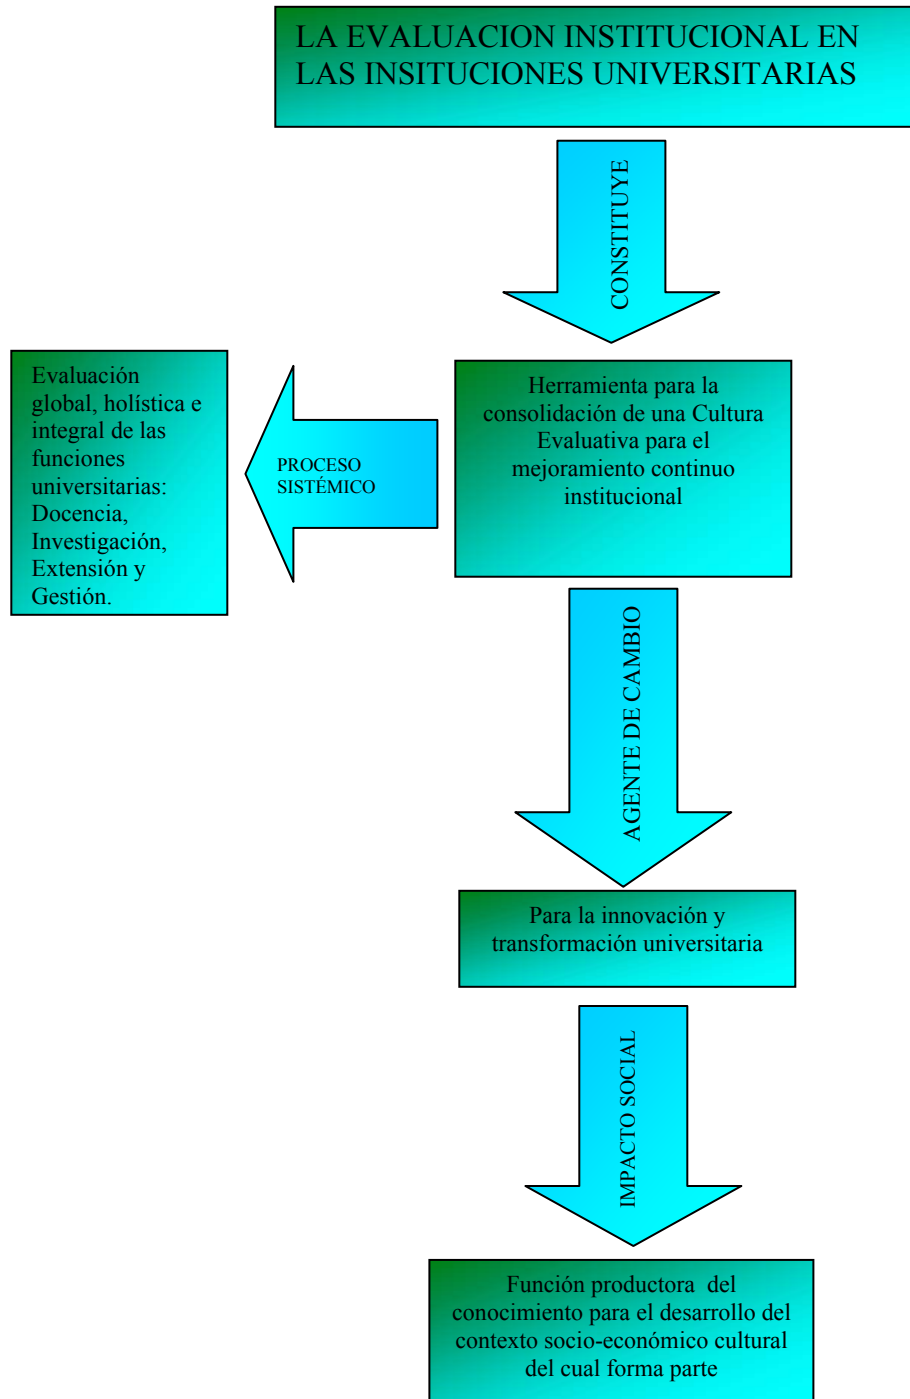 LA EVALUACION INSTITUCIONAL EN
LAS INSITUCIONES UNIVERSITARIAS
CONSTITUYE
Herramienta para la
consolidación de una Cultura
Evaluativa para el
mejoramiento continuo
institucional
PROCESO
SISTÉMICO
Evaluación
global, holística e
integral de las
funciones
universitarias:
Docencia,
Investigación,
Extensión y
Gestión.
AGENTE DE CAMBIO
Para la innovación y
transformación universitaria
IMPACTO SOCIAL
Función productora del
conocimiento para el desarrollo del
contexto socio-económico cultural
del cual forma parte